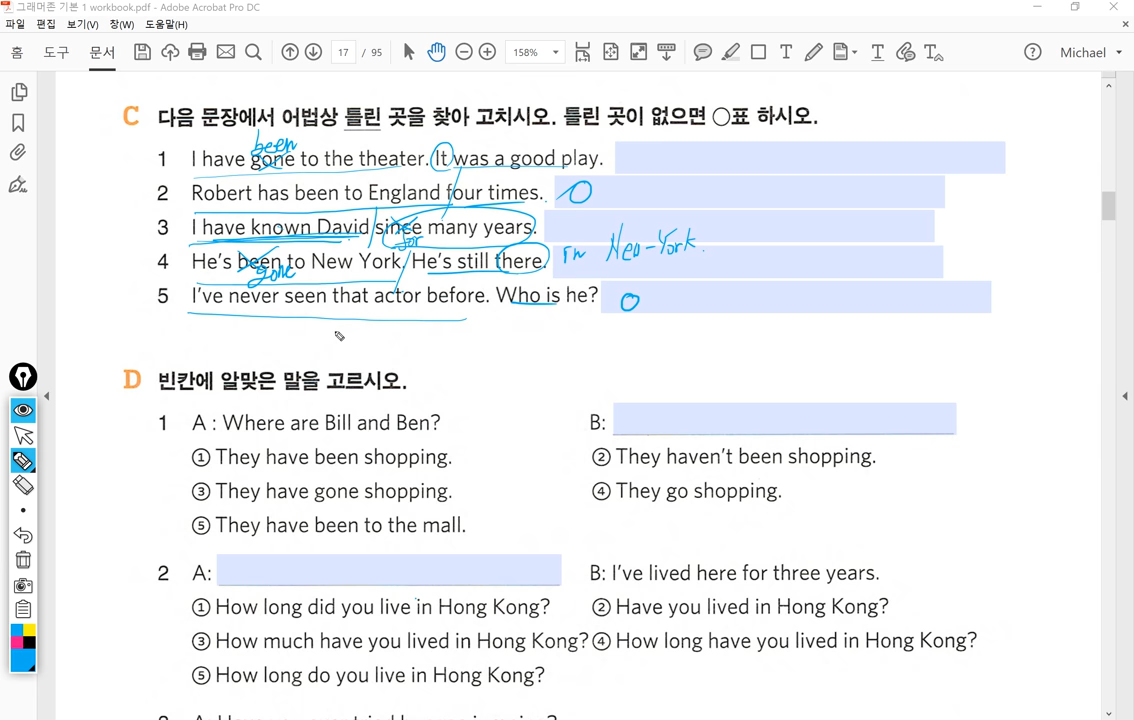 그래머존 기본 1 workbook.pdf - Adobe Acrobat Pro DC
파일 편집 보기(V) 창(W) 도움말(H)
홈 도구 문서 17 / 95 158% Michael
C 다음 문장에서 어법상 틀린 곳을 찾아 고치시오. 틀린 곳이 없으면 ○표 하시오.
been
1 I have gone to the theater. It was a good play.
2 Robert has been to England four times. O
3 I have known David since many years.
for
4 He's been to New York. He's still there. in New-York.
gone
5 I've never seen that actor before. Who is he? O
D 빈칸에 알맞은 말을 고르시오.
1 A : Where are Bill and Ben? B:
① They have been shopping. ② They haven't been shopping.
③ They have gone shopping. ④ They go shopping.
⑤ They have been to the mall.
2 A: B: I've lived here for three years.
① How long did you live in Hong Kong? ② Have you lived in Hong Kong?
③ How much have you lived in Hong Kong? ④ How long have you lived in Hong Kong?
⑤ How long do you live in Hong Kong?